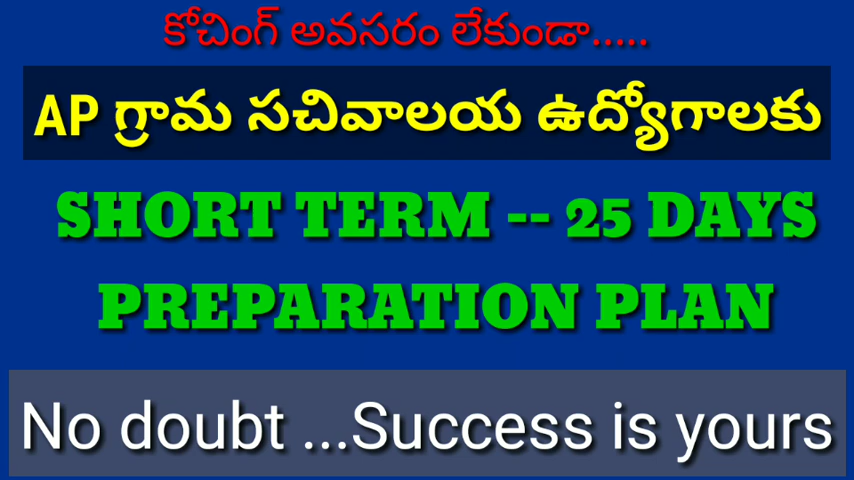 కోచింగ్ అవసరం లేకుండా.....
AP గ్రామ సచివాలయ ఉద్యోగాలకు
SHORT TERM -- 25 DAYS
PREPARATION PLAN
No doubt ...Success is yours